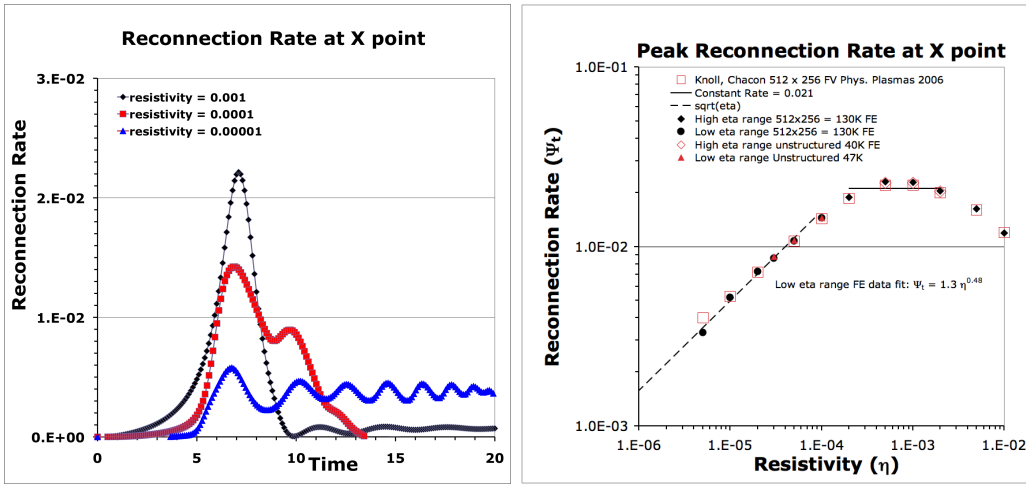 Reconnection Rate at X point
3.E-02
2.E-02
1.E-02
0.E+00
Reconnection Rate
resistivity = 0.001
resistivity = 0.0001
resistivity = 0.00001
0 5 10 15 20
Time
Peak Reconnection Rate at X point
1.0E-01
1.0E-02
1.0E-03
Reconnection Rate (Ψt)
Knoll, Chacon 512 x 256 FV Phys. Plasmas 2006
Constant Rate = 0.021
sqrt(eta)
High eta range 512x256 = 130K FE
Low eta range 512x256 = 130K FE
High eta range unstructured 40K FE
Low eta range Unstructured 47K
Low eta range FE data fit: Ψt = 1.3 η^0.48
1.E-06 1.E-05 1.E-04 1.E-03 1.E-02
Resistivity (η)